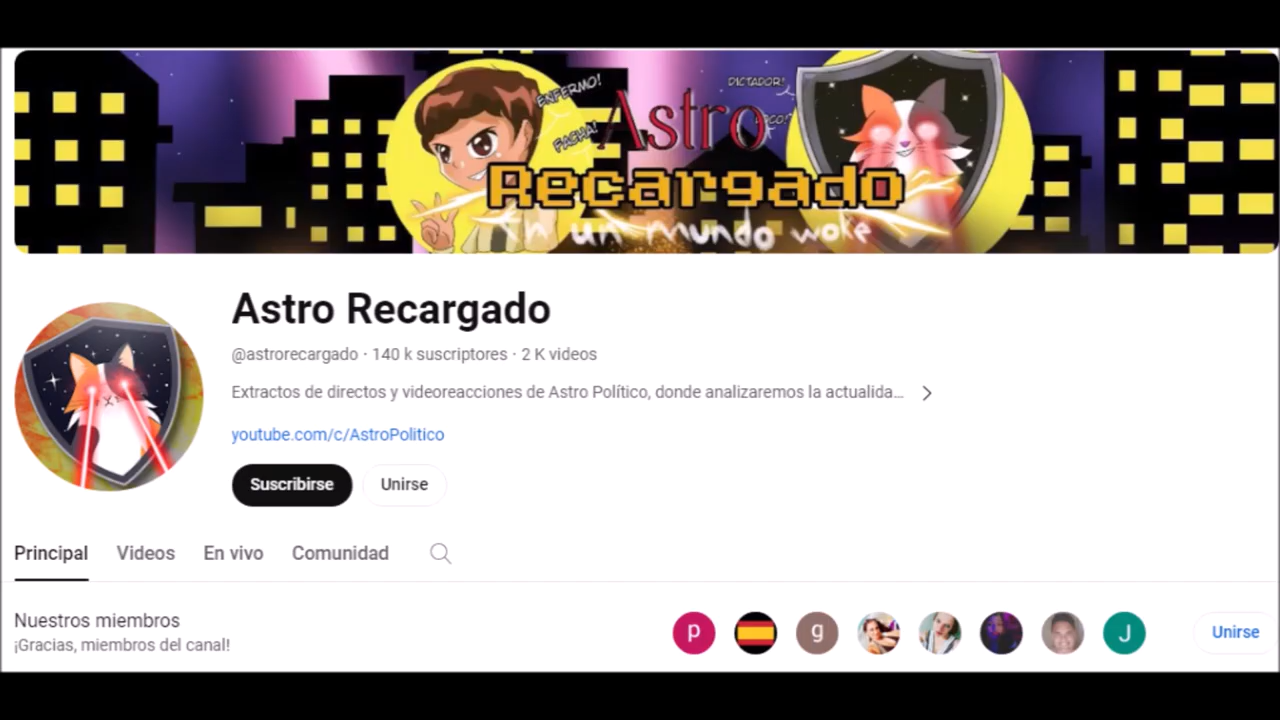 ENFERMO!
FACHA!
DICTADOR!
LOCO!
Astro
Recargado
En un mundo woke
Astro Recargado
@astrorecargado · 140 k suscriptores · 2 K videos
Extractos de directos y videoreacciones de Astro Político, donde analizaremos la actualida...
youtube.com/c/AstroPolitico
Suscribirse Unirse
Principal Videos En vivo Comunidad
Nuestros miembros
¡Gracias, miembros del canal!
p g J Unirse